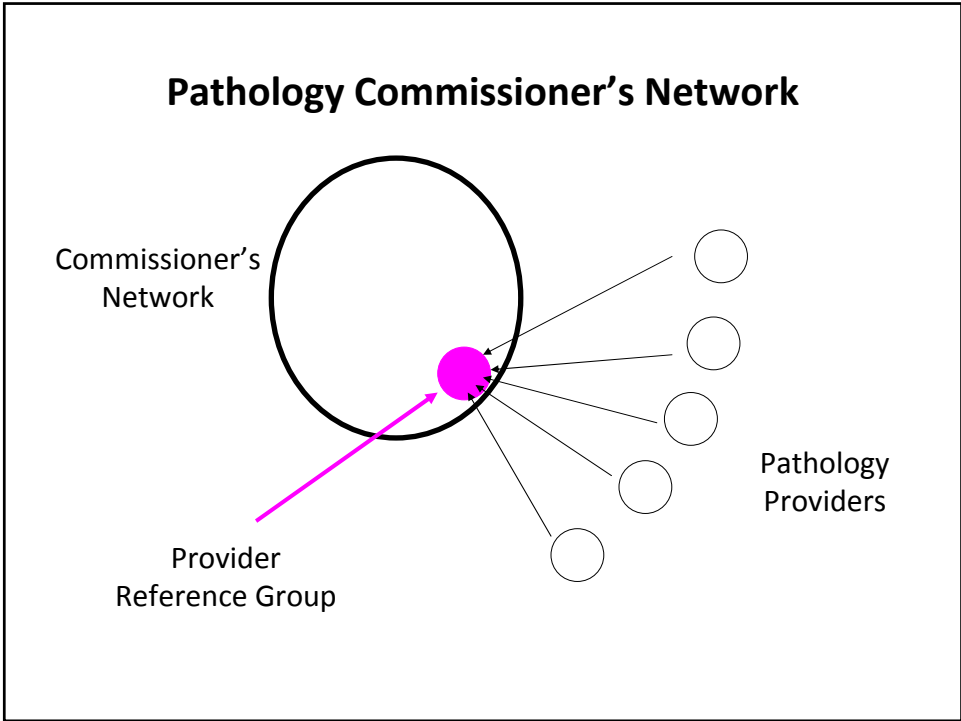 Pathology Commissioner’s Network
Commissioner’s
Network
Pathology
Providers
Provider
Reference Group